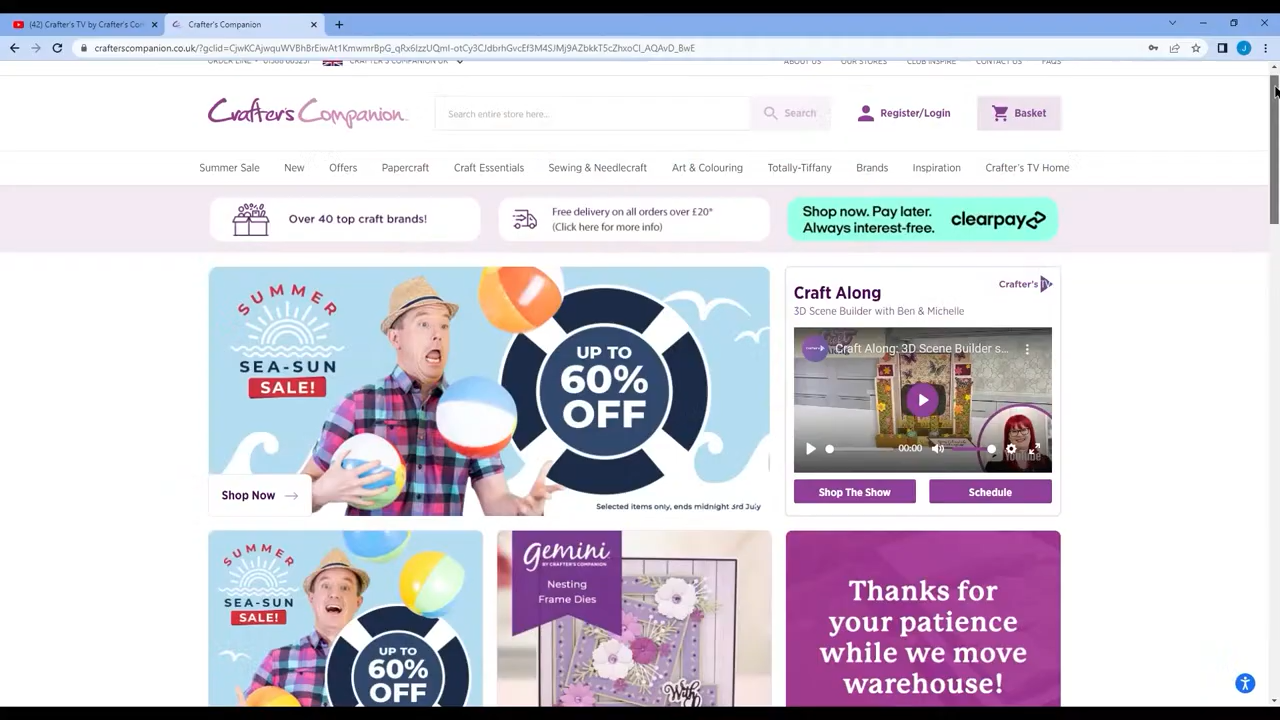 (42) Crafter's TV by Crafter's Com
Crafter's Companion
ABOUT US OUR STORES CLUB INSPIRE CONTACT US FAQS
Crafter's Companion
Search entire store here...
Search
Register/Login
Basket
Summer Sale New Offers Papercraft Craft Essentials Sewing & Needlecraft Art & Colouring Totally-Tiffany Brands Inspiration Crafter's TV Home
Over 40 top craft brands!
Free delivery on all orders over £20*
(Click here for more info)
Shop now. Pay later.
Always interest-free.
clearpay
SUMMER
SEA-SUN
SALE!
UP TO
60%
OFF
Shop Now
Selected items only, ends midnight 3rd July
Crafter's TV
Craft Along
3D Scene Builder with Ben & Michelle
Craft Along: 3D Scene Builder s...
00:00
YouTube
Shop The Show
Schedule
SUMMER
SEA-SUN
SALE!
UP TO
60%
OFF
gemini
BY CRAFTER'S COMPANION
Nesting
Frame Dies
With
Thanks for
your patience
while we move
warehouse!